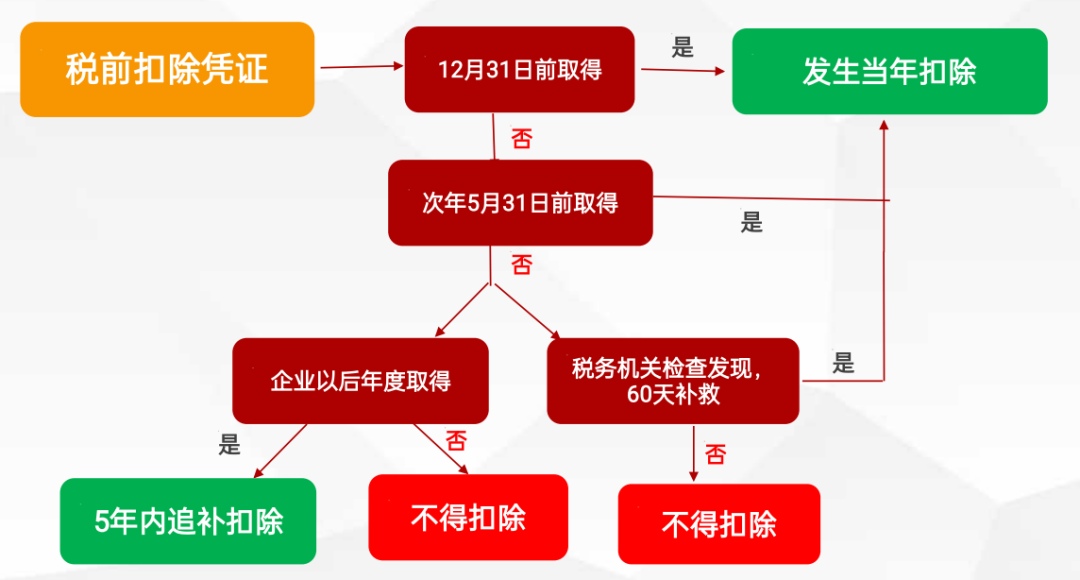 税前扣除凭证
12月31日前取得
是
发生当年扣除
否
次年5月31日前取得
是
否
企业以后年度取得
税务机关检查发现，
60天补救
是
是
否
否
5年内追补扣除
不得扣除
不得扣除